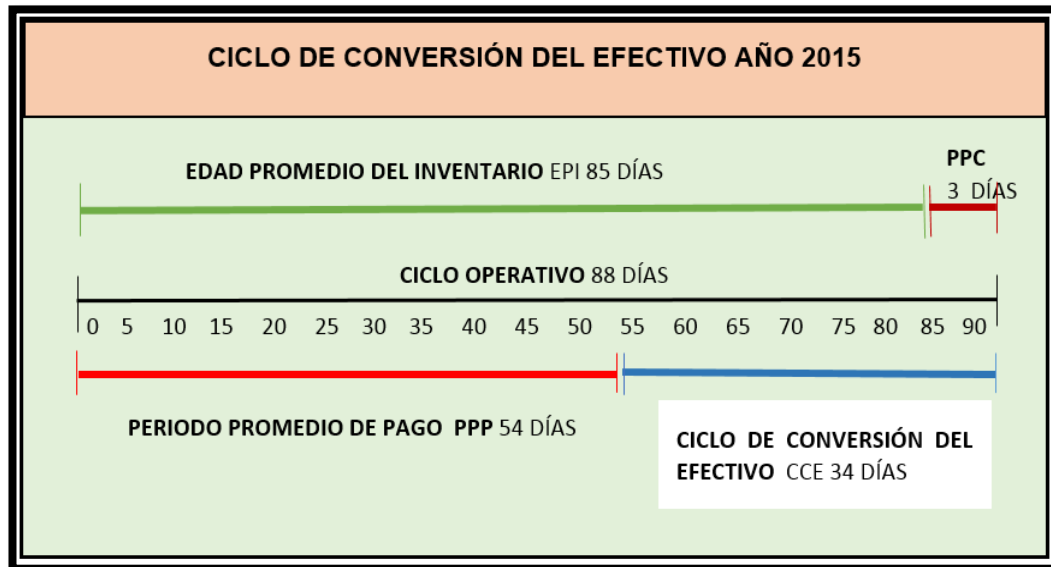 CICLO DE CONVERSIÓN DEL EFECTIVO AÑO 2015
PPC
EDAD PROMEDIO DEL INVENTARIO EPI 85 DÍAS
3 DÍAS
CICLO OPERATIVO 88 DÍAS
0 5 10 15 20 25 30 35 40 45 50 55 60 65 70 75 80 85 90
PERIODO PROMEDIO DE PAGO PPP 54 DÍAS
CICLO DE CONVERSIÓN DEL
EFECTIVO CCE 34 DÍAS